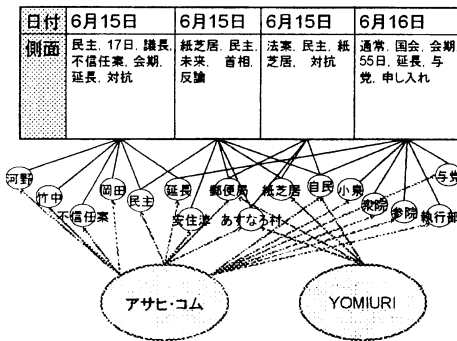 日付 6月15日 6月15日 6月15日 6月16日
側面
民主, 17日, 議長,
不信任案, 会期,
延長, 対抗
紙芝居, 民主,
未来, 首相,
反論
法案, 民主, 紙
芝居, 対抗
通常, 国会, 会期
55日, 延長, 与
党, 申し入れ
河野
竹中
不信任案
岡田
民主
延長
安住淳
郵便局
あすなろ村
紙芝居
自民
小泉
衆院
参院
与党
執行部
アサヒ・コム
YOMIURI